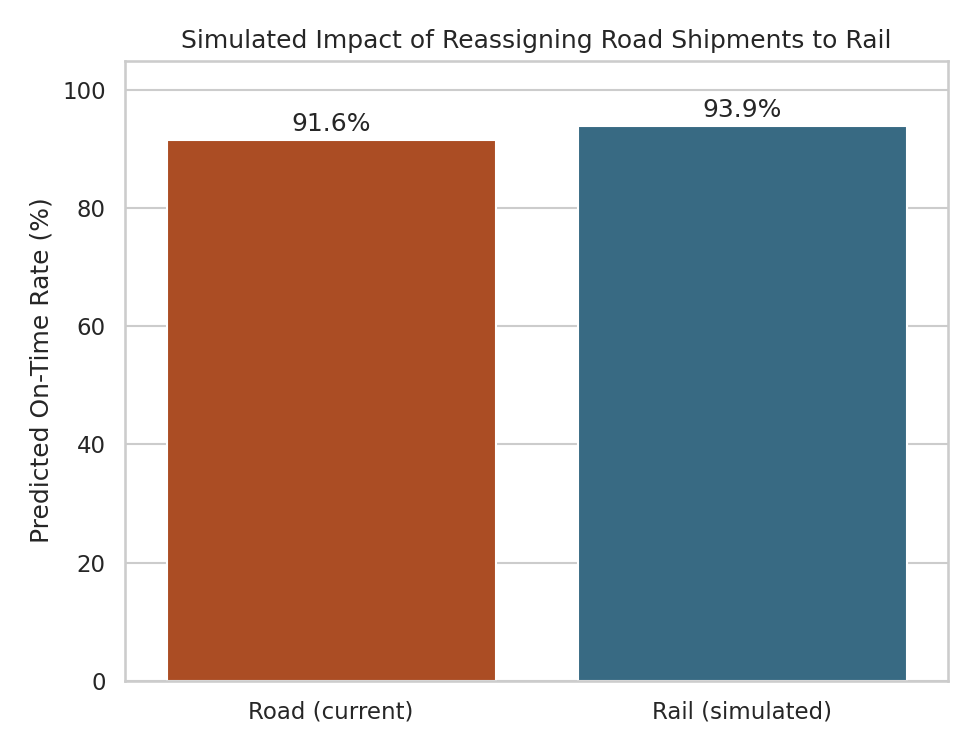 Simulated Impact of Reassigning Road Shipments to Rail
Predicted On-Time Rate (%)
100
80
60
40
20
0
91.6%
93.9%
Road (current)
Rail (simulated)